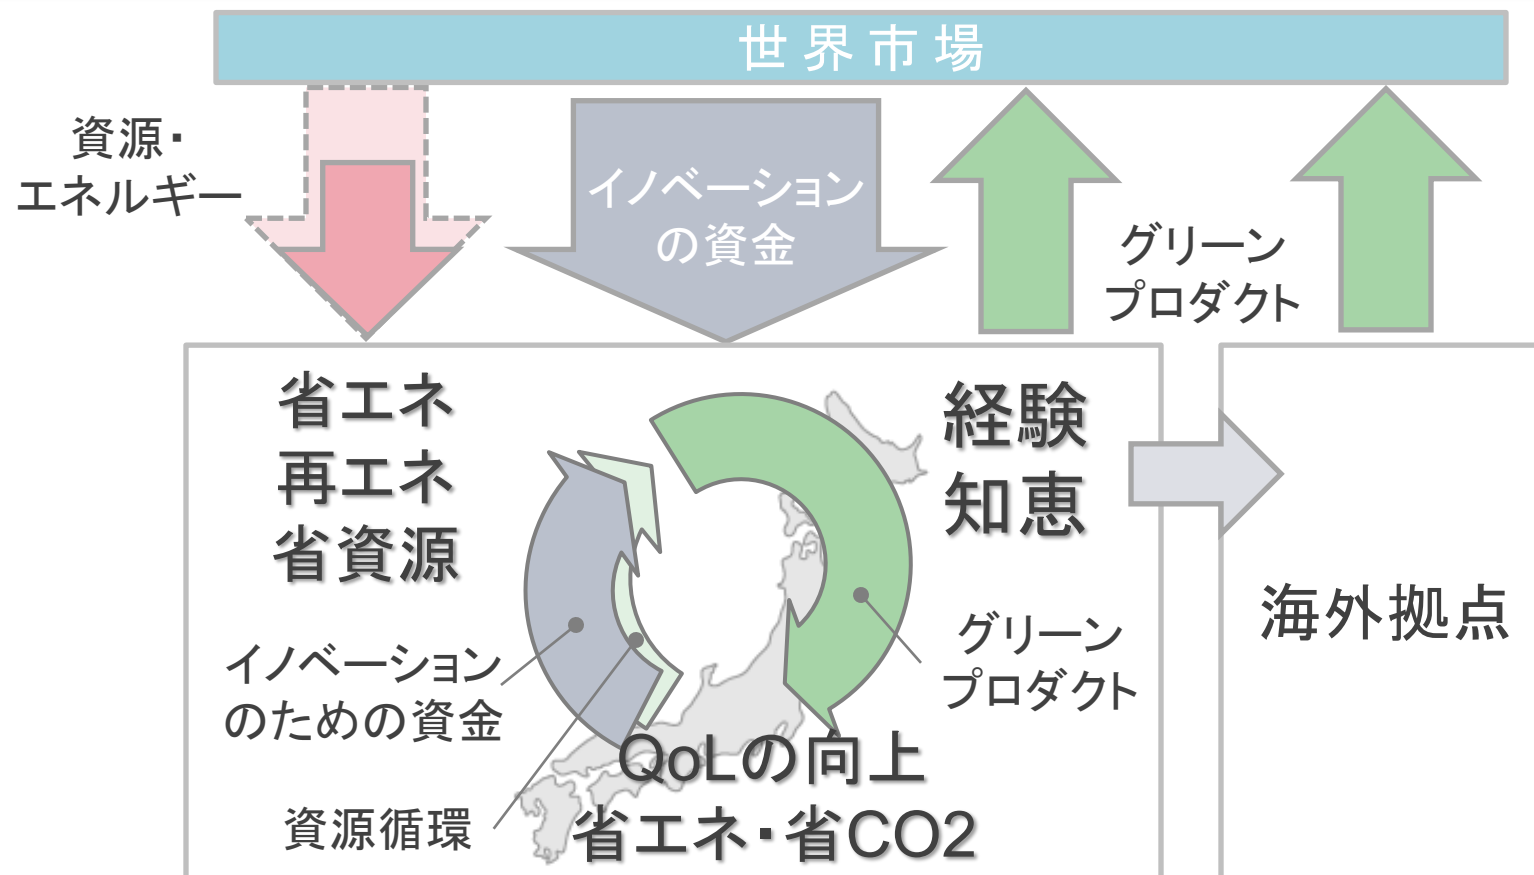 世界市場
資源・
エネルギー
イノベーション
の資金
グリーン
プロダクト
省エネ
再エネ
省資源
経験
知恵
イノベーション
のための資金
資源循環
グリーン
プロダクト
QoLの向上
省エネ・省CO2
海外拠点